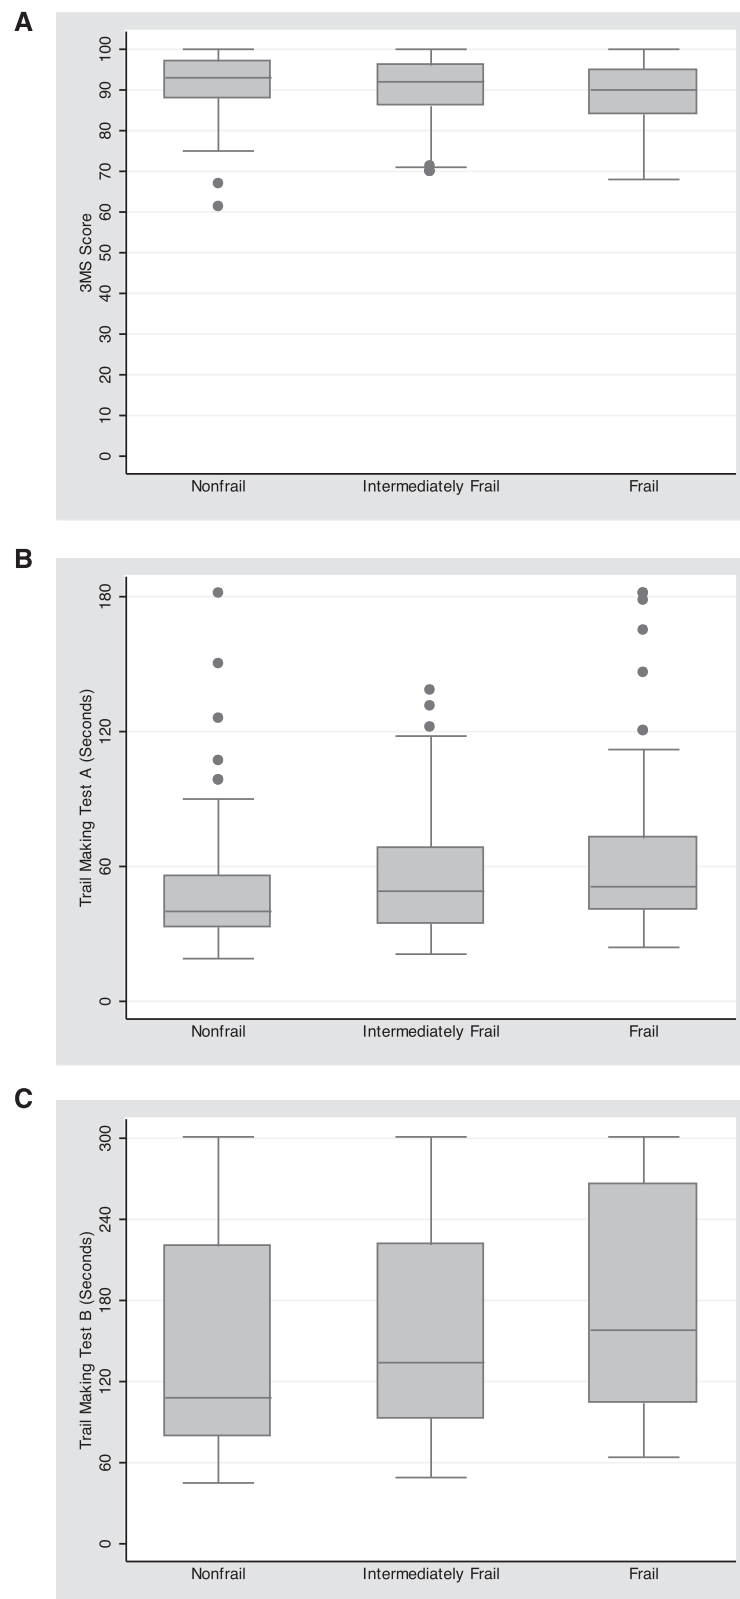 A
3MS Score
100
90
80
70
60
50
40
30
20
10
0
Nonfrail Intermediately Frail Frail
B
Trail Making Test A (Seconds)
180
120
60
0
Nonfrail Intermediately Frail Frail
C
Trail Making Test B (Seconds)
300
240
180
120
60
0
Nonfrail Intermediately Frail Frail